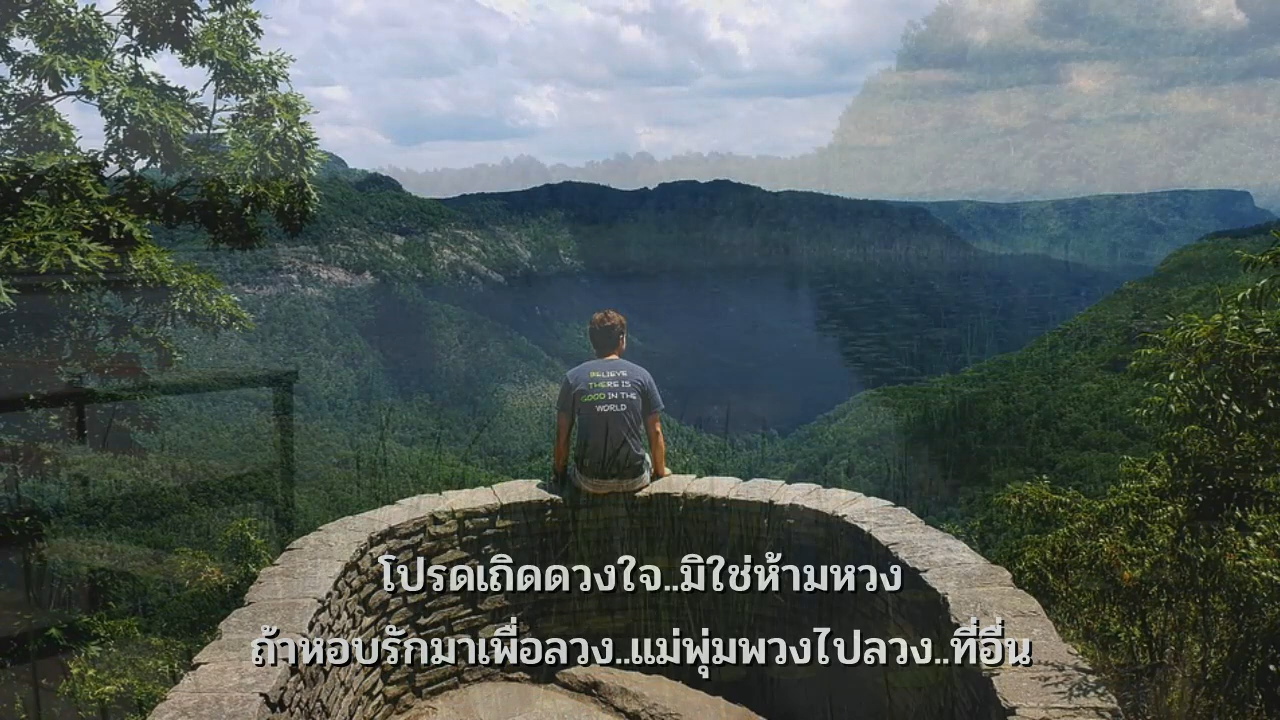 BELIEVE
THERE IS
GOOD IN THE
WORLD
โปรดเถิดดวงใจ..มิใช่ห้ามหวง
ถ้าหอบรักมาเพื่อลวง..แม่พุ่มพวงไปลวง..ที่อื่น